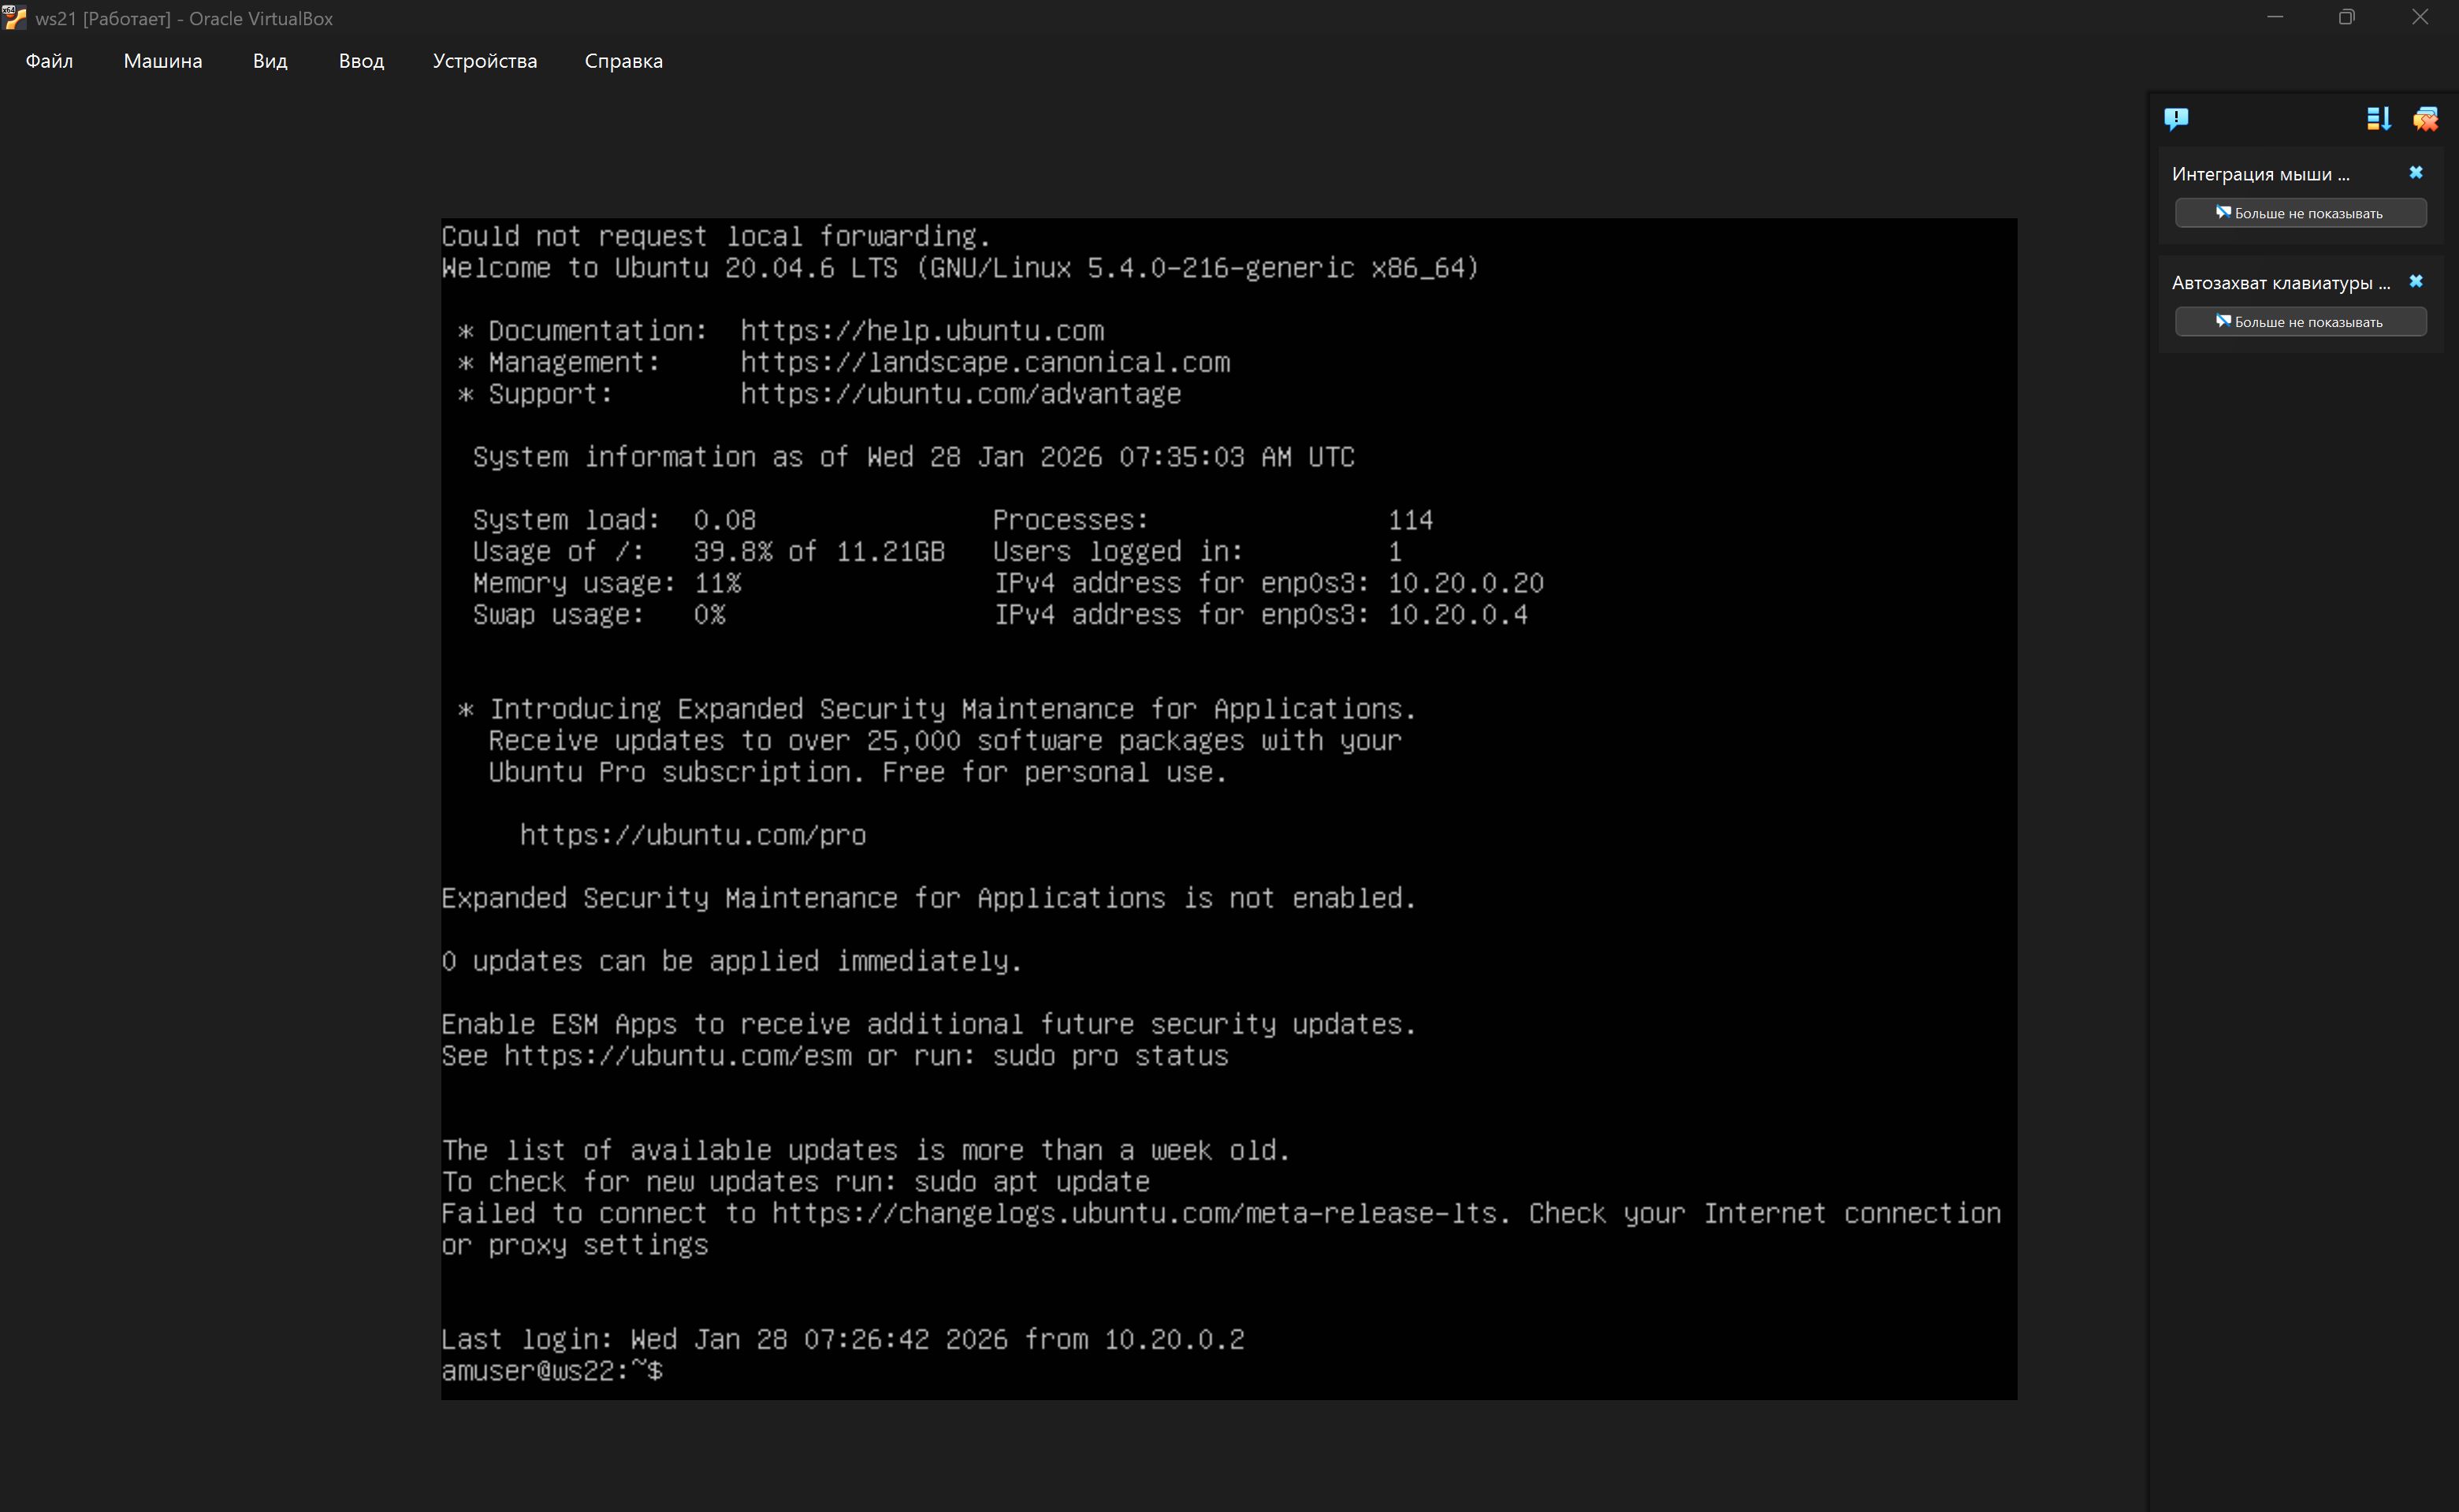 ws21 [Работает] - Oracle VirtualBox
Файл Машина Вид Ввод Устройства Справка
Интеграция мыши ...
Больше не показывать
Автозахват клавиатуры ...
Больше не показывать
Could not request local forwarding.
Welcome to Ubuntu 20.04.6 LTS (GNU/Linux 5.4.0-216-generic x86_64)
* Documentation: https://help.ubuntu.com
* Management: https://landscape.canonical.com
* Support: https://ubuntu.com/advantage
System information as of Wed 28 Jan 2026 07:35:03 AM UTC
System load: 0.08 Processes: 114
Usage of /: 39.8% of 11.21GB Users logged in: 1
Memory usage: 11% IPv4 address for enp0s3: 10.20.0.20
Swap usage: 0% IPv4 address for enp0s3: 10.20.0.4
* Introducing Expanded Security Maintenance for Applications.
Receive updates to over 25,000 software packages with your
Ubuntu Pro subscription. Free for personal use.
https://ubuntu.com/pro
Expanded Security Maintenance for Applications is not enabled.
0 updates can be applied immediately.
Enable ESM Apps to receive additional future security updates.
See https://ubuntu.com/esm or run: sudo pro status
The list of available updates is more than a week old.
To check for new updates run: sudo apt update
Failed to connect to https://changelogs.ubuntu.com/meta-release-lts. Check your Internet connection
or proxy settings
Last login: Wed Jan 28 07:26:42 2026 from 10.20.0.2
amuser@ws22:~$